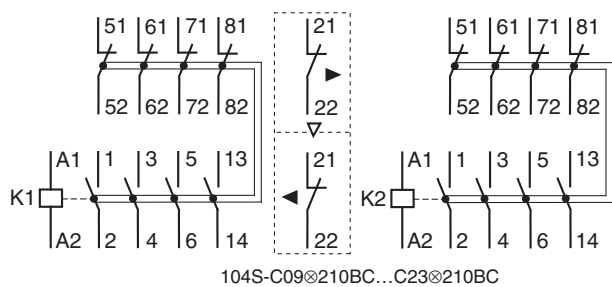 51 61 71 81 21 51 61 71 81
52 62 72 82 22 52 62 72 82
A1 1 3 5 13 21 A1 1 3 5 13
K1 K2
A2 2 4 6 14 22 A2 2 4 6 14
104S-C09⊗210BC...C23⊗210BC